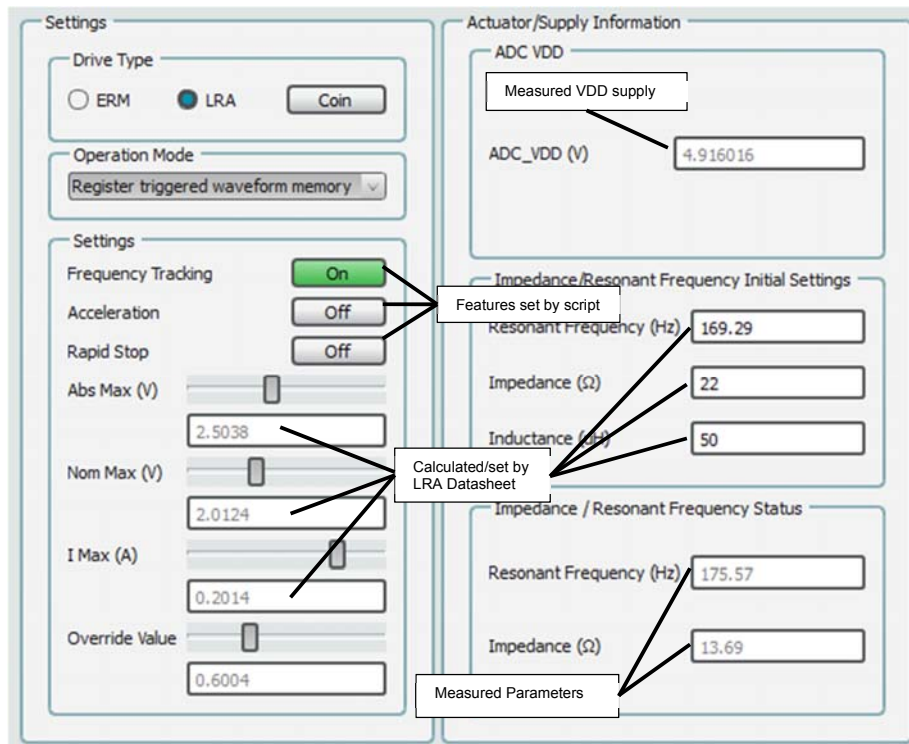 Settings
Drive Type
ERM
LRA
Coin
Operation Mode
Register triggered waveform memory
Settings
Frequency Tracking
On
Acceleration
Off
Rapid Stop
Off
Abs Max (V)
2.5038
Nom Max (V)
2.0124
I Max (A)
0.2014
Override Value
0.6004
Features set by script
Calculated/set by
LRA Datasheet
Actuator/Supply Information
ADC VDD
Measured VDD supply
ADC_VDD (V)
4.916016
Impedance/Resonant Frequency Initial Settings
Resonant Frequency (Hz)
169.29
Impedance (Ω)
22
Inductance (uH)
50
Impedance / Resonant Frequency Status
Resonant Frequency (Hz)
175.57
Impedance (Ω)
13.69
Measured Parameters